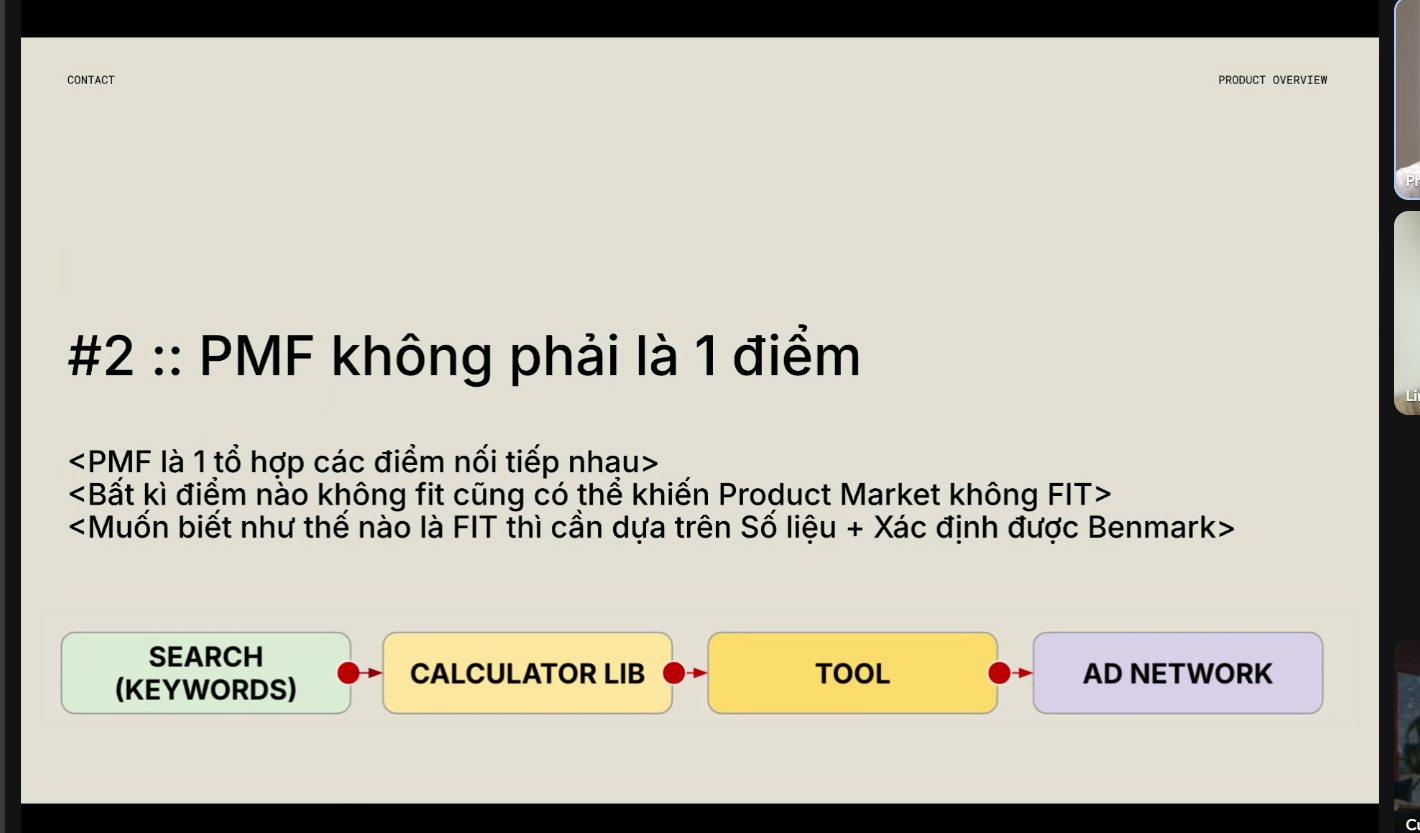 CONTACT
PRODUCT OVERVIEW
#2 :: PMF không phải là 1 điểm
<PMF là 1 tổ hợp các điểm nối tiếp nhau>
<Bất kì điểm nào không fit cũng có thể khiến Product Market không FIT>
<Muốn biết như thế nào là FIT thì cần dựa trên Số liệu + Xác định được Benmark>
SEARCH
(KEYWORDS)
CALCULATOR LIB
TOOL
AD NETWORK